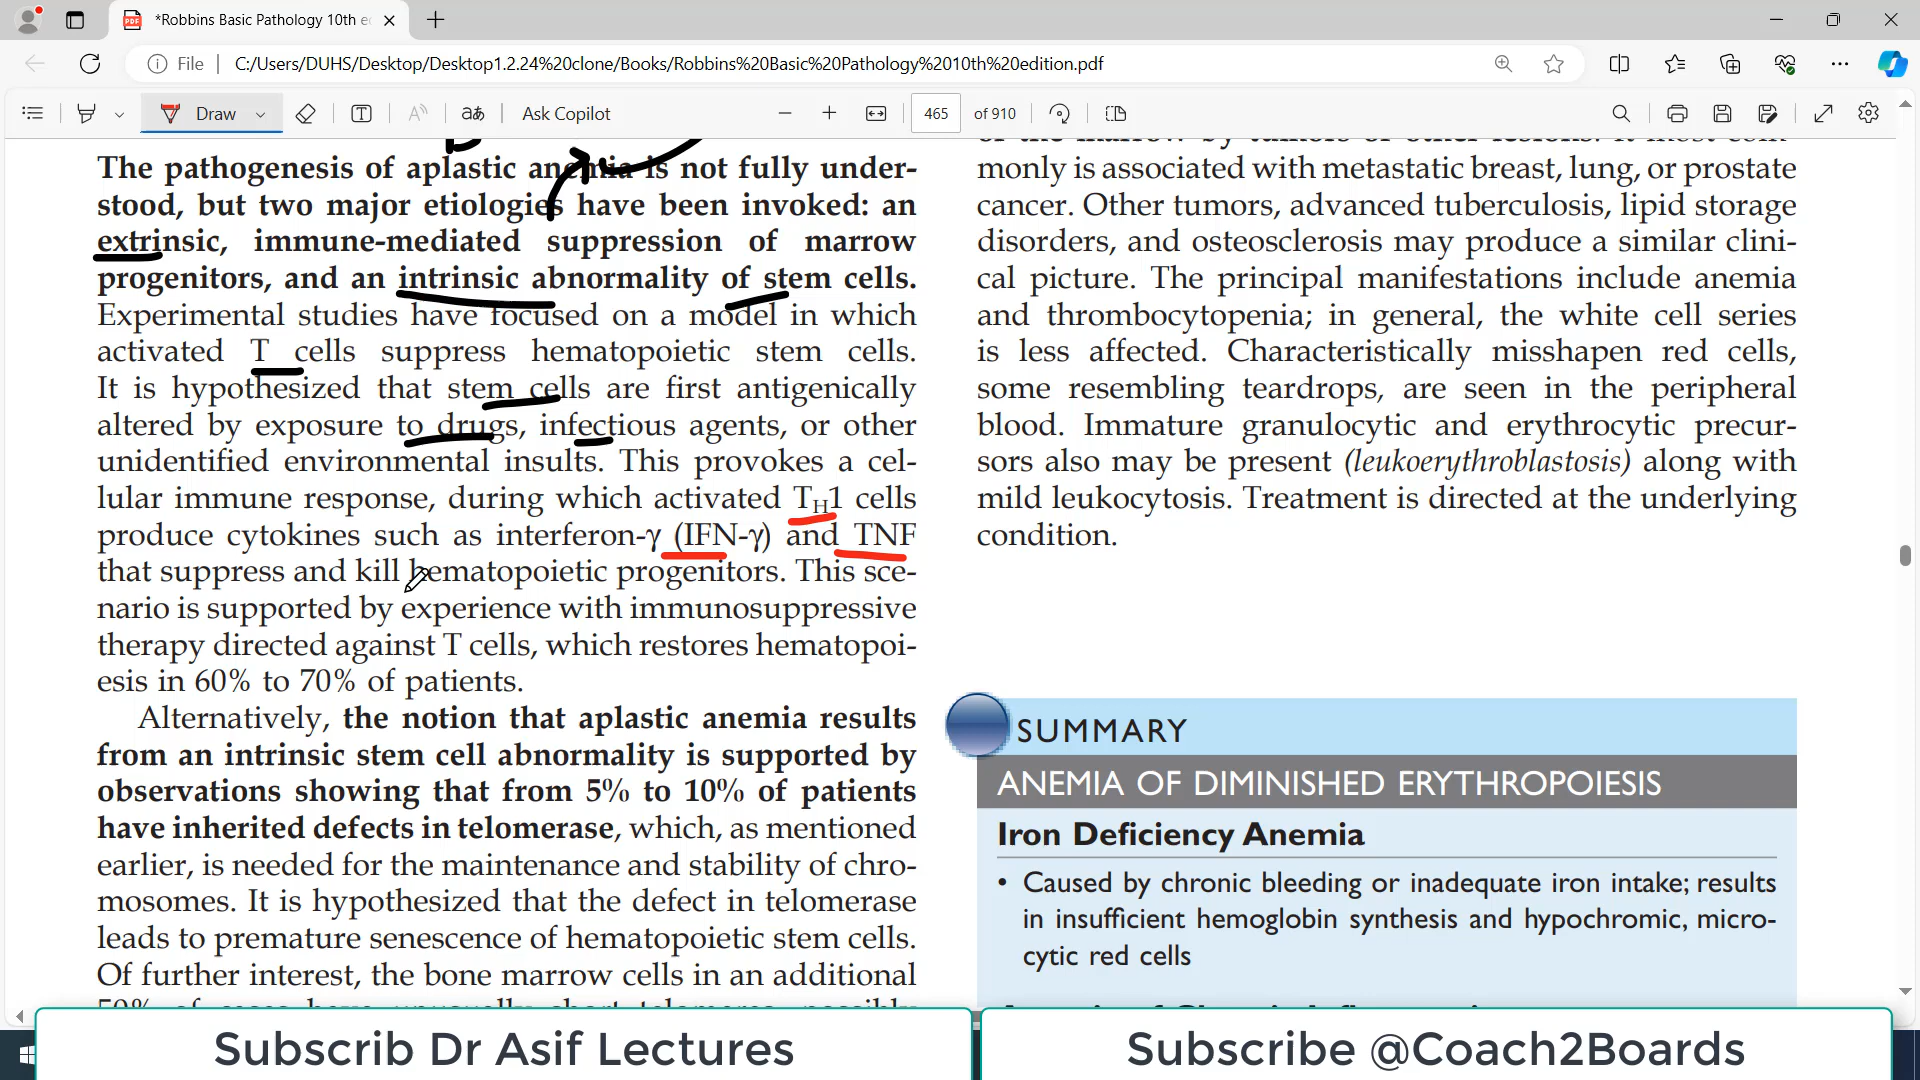 *Robbins Basic Pathology 10th e
File
C:/Users/DUHS/Desktop/Desktop1.2.24%20clone/Books/Robbins%20Basic%20Pathology%2010th%20edition.pdf
Draw
Ask Copilot
465 of 910
The pathogenesis of aplastic anemia is not fully under-
stood, but two major etiologies have been invoked: an
extrinsic, immune-mediated suppression of marrow
progenitors, and an intrinsic abnormality of stem cells.
Experimental studies have focused on a model in which
activated T cells suppress hematopoietic stem cells.
It is hypothesized that stem cells are first antigenically
altered by exposure to drugs, infectious agents, or other
unidentified environmental insults. This provokes a cel-
lular immune response, during which activated TH1 cells
produce cytokines such as interferon-γ (IFN-γ) and TNF
that suppress and kill hematopoietic progenitors. This sce-
nario is supported by experience with immunosuppressive
therapy directed against T cells, which restores hematopoi-
esis in 60% to 70% of patients.
Alternatively, the notion that aplastic anemia results
from an intrinsic stem cell abnormality is supported by
observations showing that from 5% to 10% of patients
have inherited defects in telomerase, which, as mentioned
earlier, is needed for the maintenance and stability of chro-
mosomes. It is hypothesized that the defect in telomerase
leads to premature senescence of hematopoietic stem cells.
Of further interest, the bone marrow cells in an additional
monly is associated with metastatic breast, lung, or prostate
cancer. Other tumors, advanced tuberculosis, lipid storage
disorders, and osteosclerosis may produce a similar clini-
cal picture. The principal manifestations include anemia
and thrombocytopenia; in general, the white cell series
is less affected. Characteristically misshapen red cells,
some resembling teardrops, are seen in the peripheral
blood. Immature granulocytic and erythrocytic precur-
sors also may be present (leukoerythroblastosis) along with
mild leukocytosis. Treatment is directed at the underlying
condition.
SUMMARY
ANEMIA OF DIMINISHED ERYTHROPOIESIS
Iron Deficiency Anemia
• Caused by chronic bleeding or inadequate iron intake; results
in insufficient hemoglobin synthesis and hypochromic, micro-
cytic red cells
Subscrib Dr Asif Lectures
Subscribe @Coach2Boards